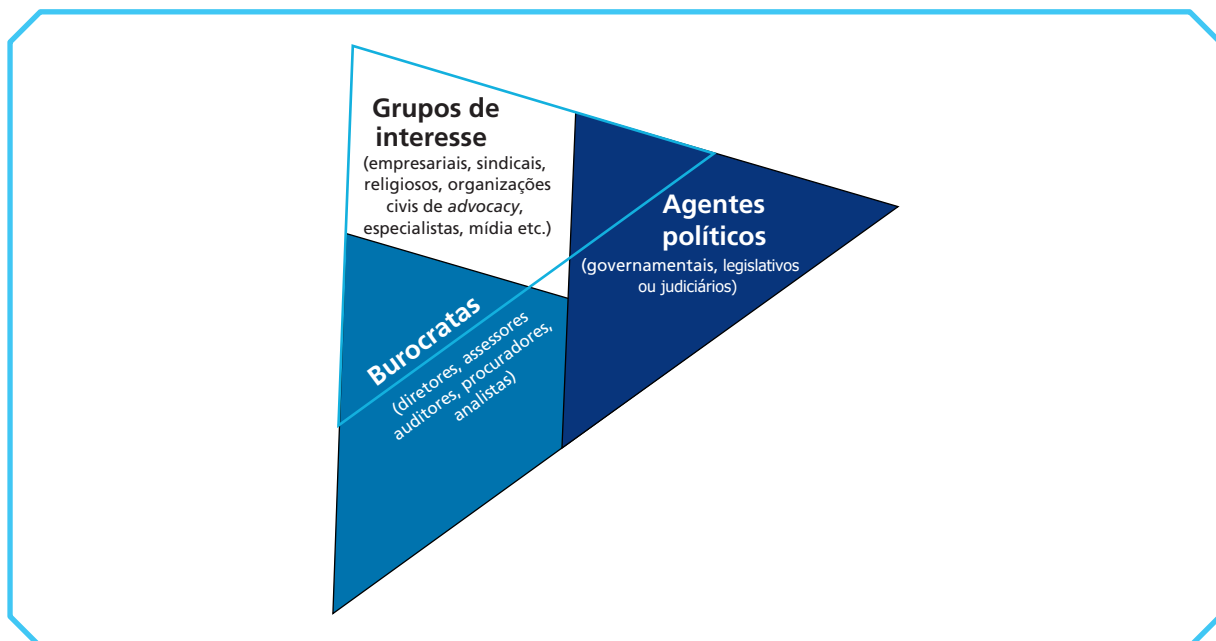 Grupos de
interesse
(empresariais, sindicais,
religiosos, organizações
civis de advocacy,
especialistas, mídia etc.)
Agentes
políticos
(governamentais, legislativos
ou judiciários)
Burocratas
(diretores, assessores
auditores, procuradores,
analistas)